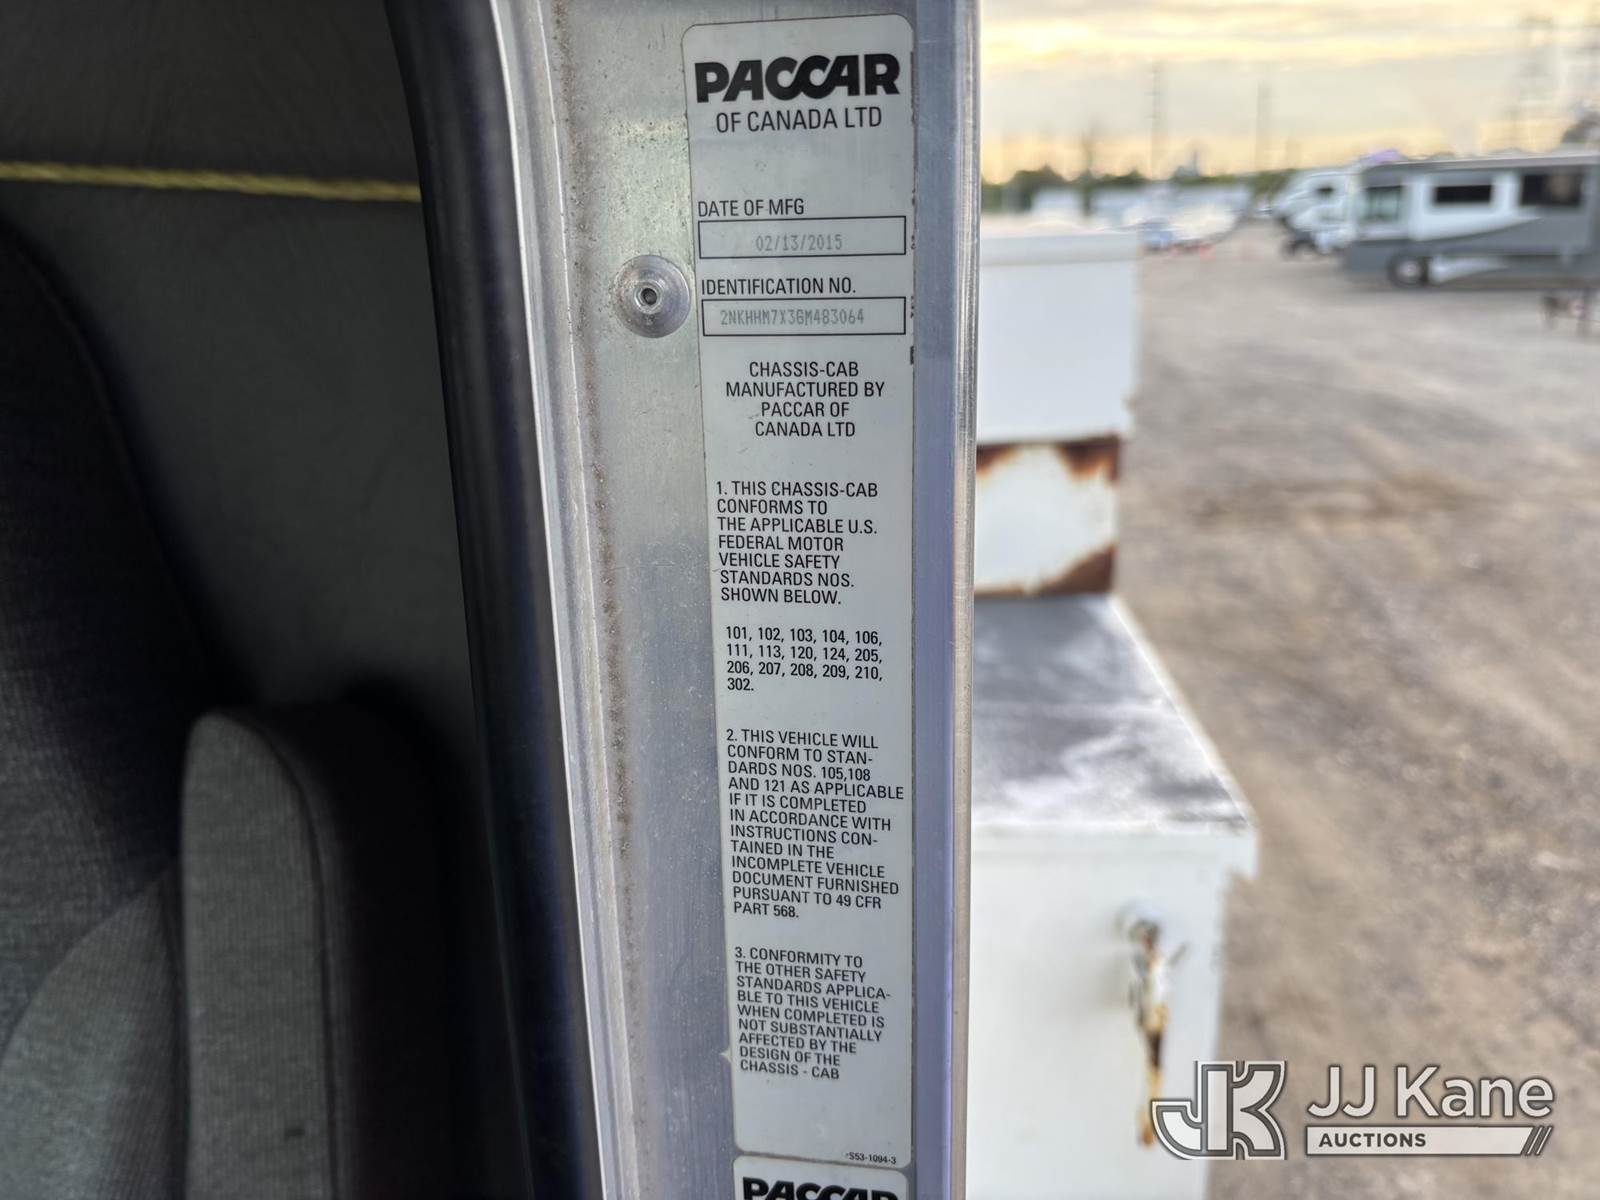 PACCAR
OF CANADA LTD
DATE OF MFG
02/13/2015
IDENTIFICATION NO.
2NKHHM7X3GM483064
CHASSIS-CAB
MANUFACTURED BY
PACCAR OF
CANADA LTD
1. THIS CHASSIS-CAB
CONFORMS TO
THE APPLICABLE U.S.
FEDERAL MOTOR
VEHICLE SAFETY
STANDARDS NOS.
SHOWN BELOW.
101, 102, 103, 104, 106,
111, 113, 120, 124, 205,
206, 207, 208, 209, 210,
302.
2. THIS VEHICLE WILL
CONFORM TO STAN-
DARDS NOS. 105,108
AND 121 AS APPLICABLE
IF IT IS COMPLETED
IN ACCORDANCE WITH
INSTRUCTIONS CON-
TAINED IN THE
INCOMPLETE VEHICLE
DOCUMENT FURNISHED
PURSUANT TO 49 CFR
PART 568.
3. CONFORMITY TO
THE OTHER SAFETY
STANDARDS APPLICA-
BLE TO THIS VEHICLE
WHEN COMPLETED IS
NOT SUBSTANTIALLY
AFFECTED BY THE
DESIGN OF THE
CHASSIS - CAB
S53-1094-3
PACCAR
JK JJ Kane
AUCTIONS